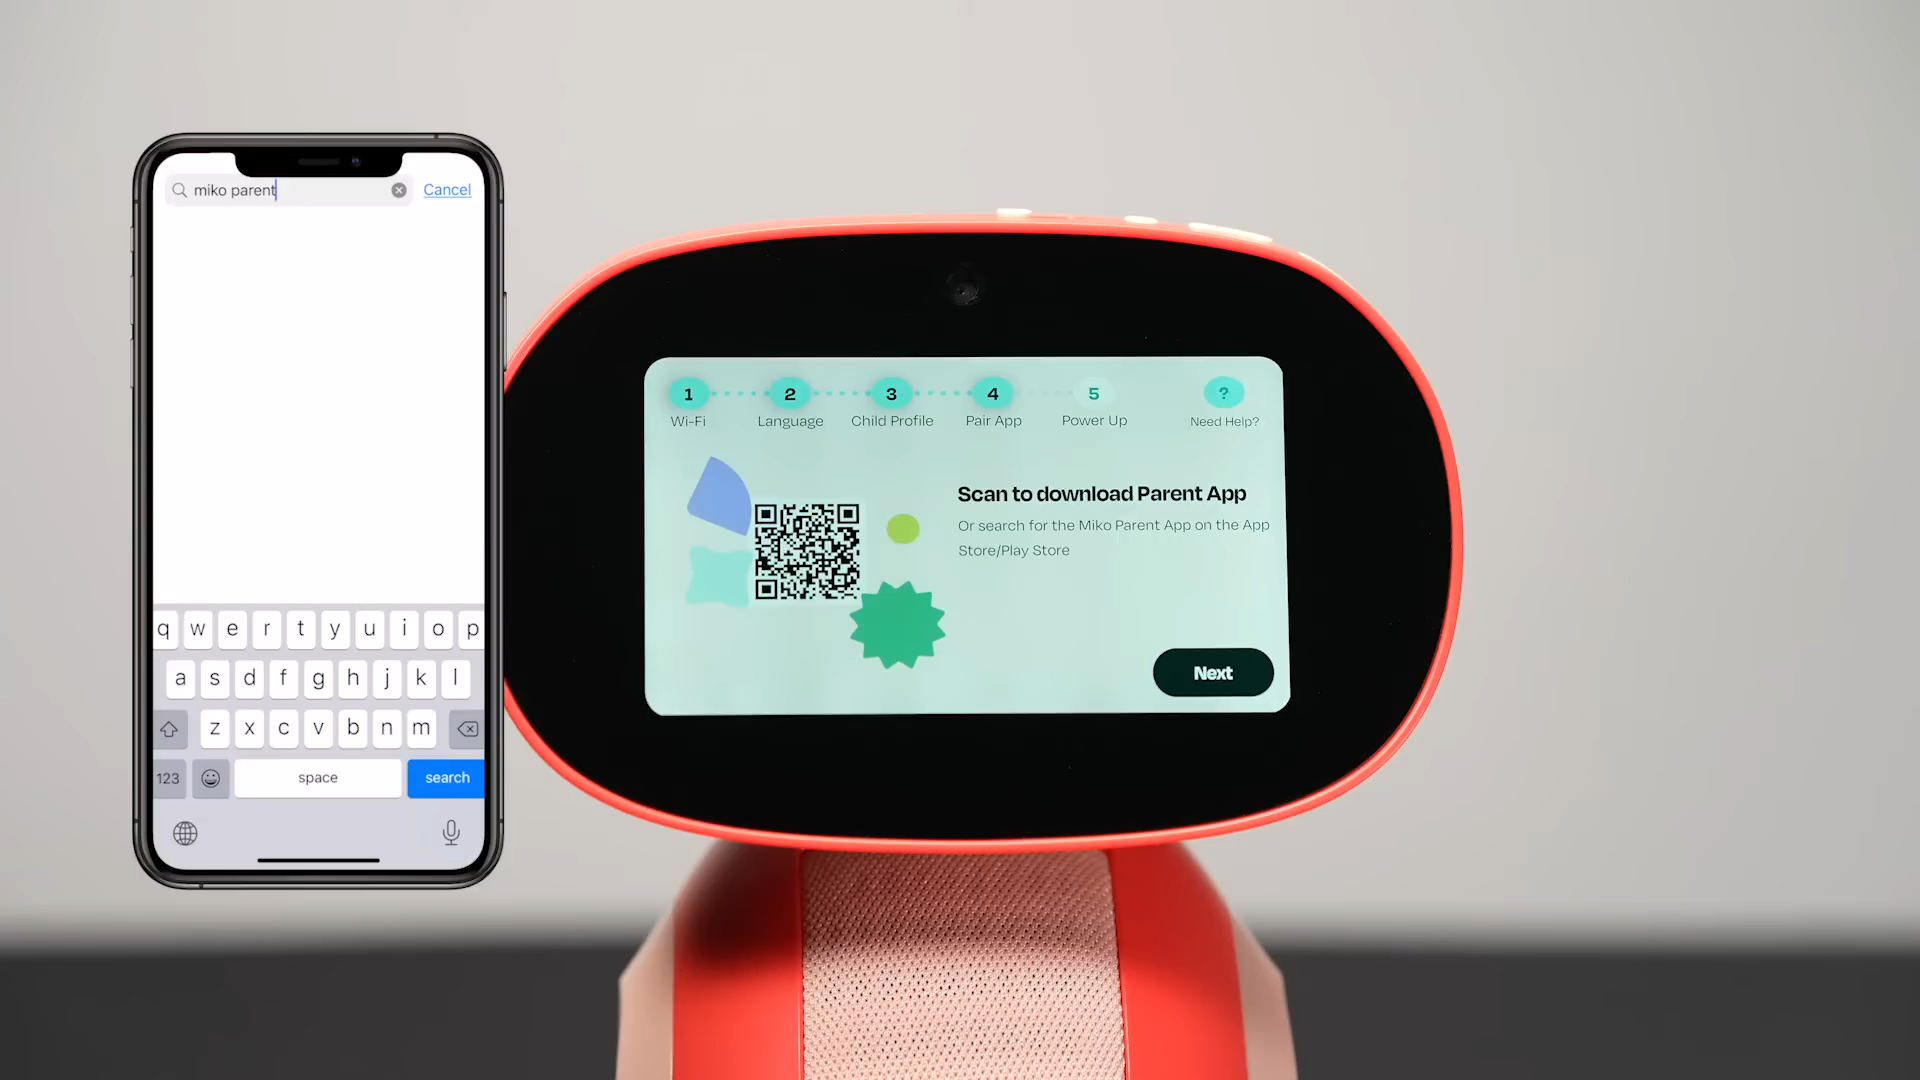 miko parent
Cancel
q w e r t y u i o p
a s d f g h j k l
z x c v b n m
123 space search
1 2 3 4 5 ?
Wi-Fi Language Child Profile Pair App Power Up Need Help?
Scan to download Parent App
Or search for the Miko Parent App on the App
Store/Play Store
Next